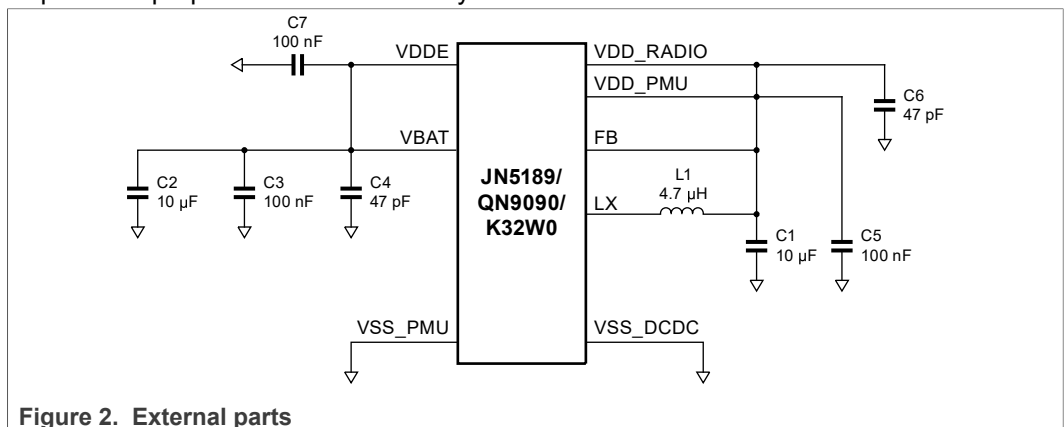 C7
100 nF
VDDE
VDD_RADIO
VDD_PMU
C6
47 pF
VBAT
FB
C2
10 µF
C3
100 nF
C4
47 pF
JN5189/
QN9090/
K32W0
L1
4.7 µH
LX
C1
10 µF
C5
100 nF
VSS_PMU
VSS_DCDC
Figure 2. External parts